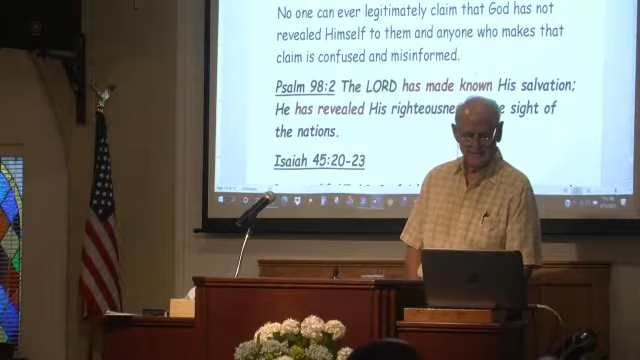 No one can ever legitimately claim that God has not
revealed Himself to them and anyone who makes that
claim is confused and misinformed.
Psalm 98:2 The LORD has made known His salvation;
He has revealed His sight of
the nations.
Isaiah 45:20-23